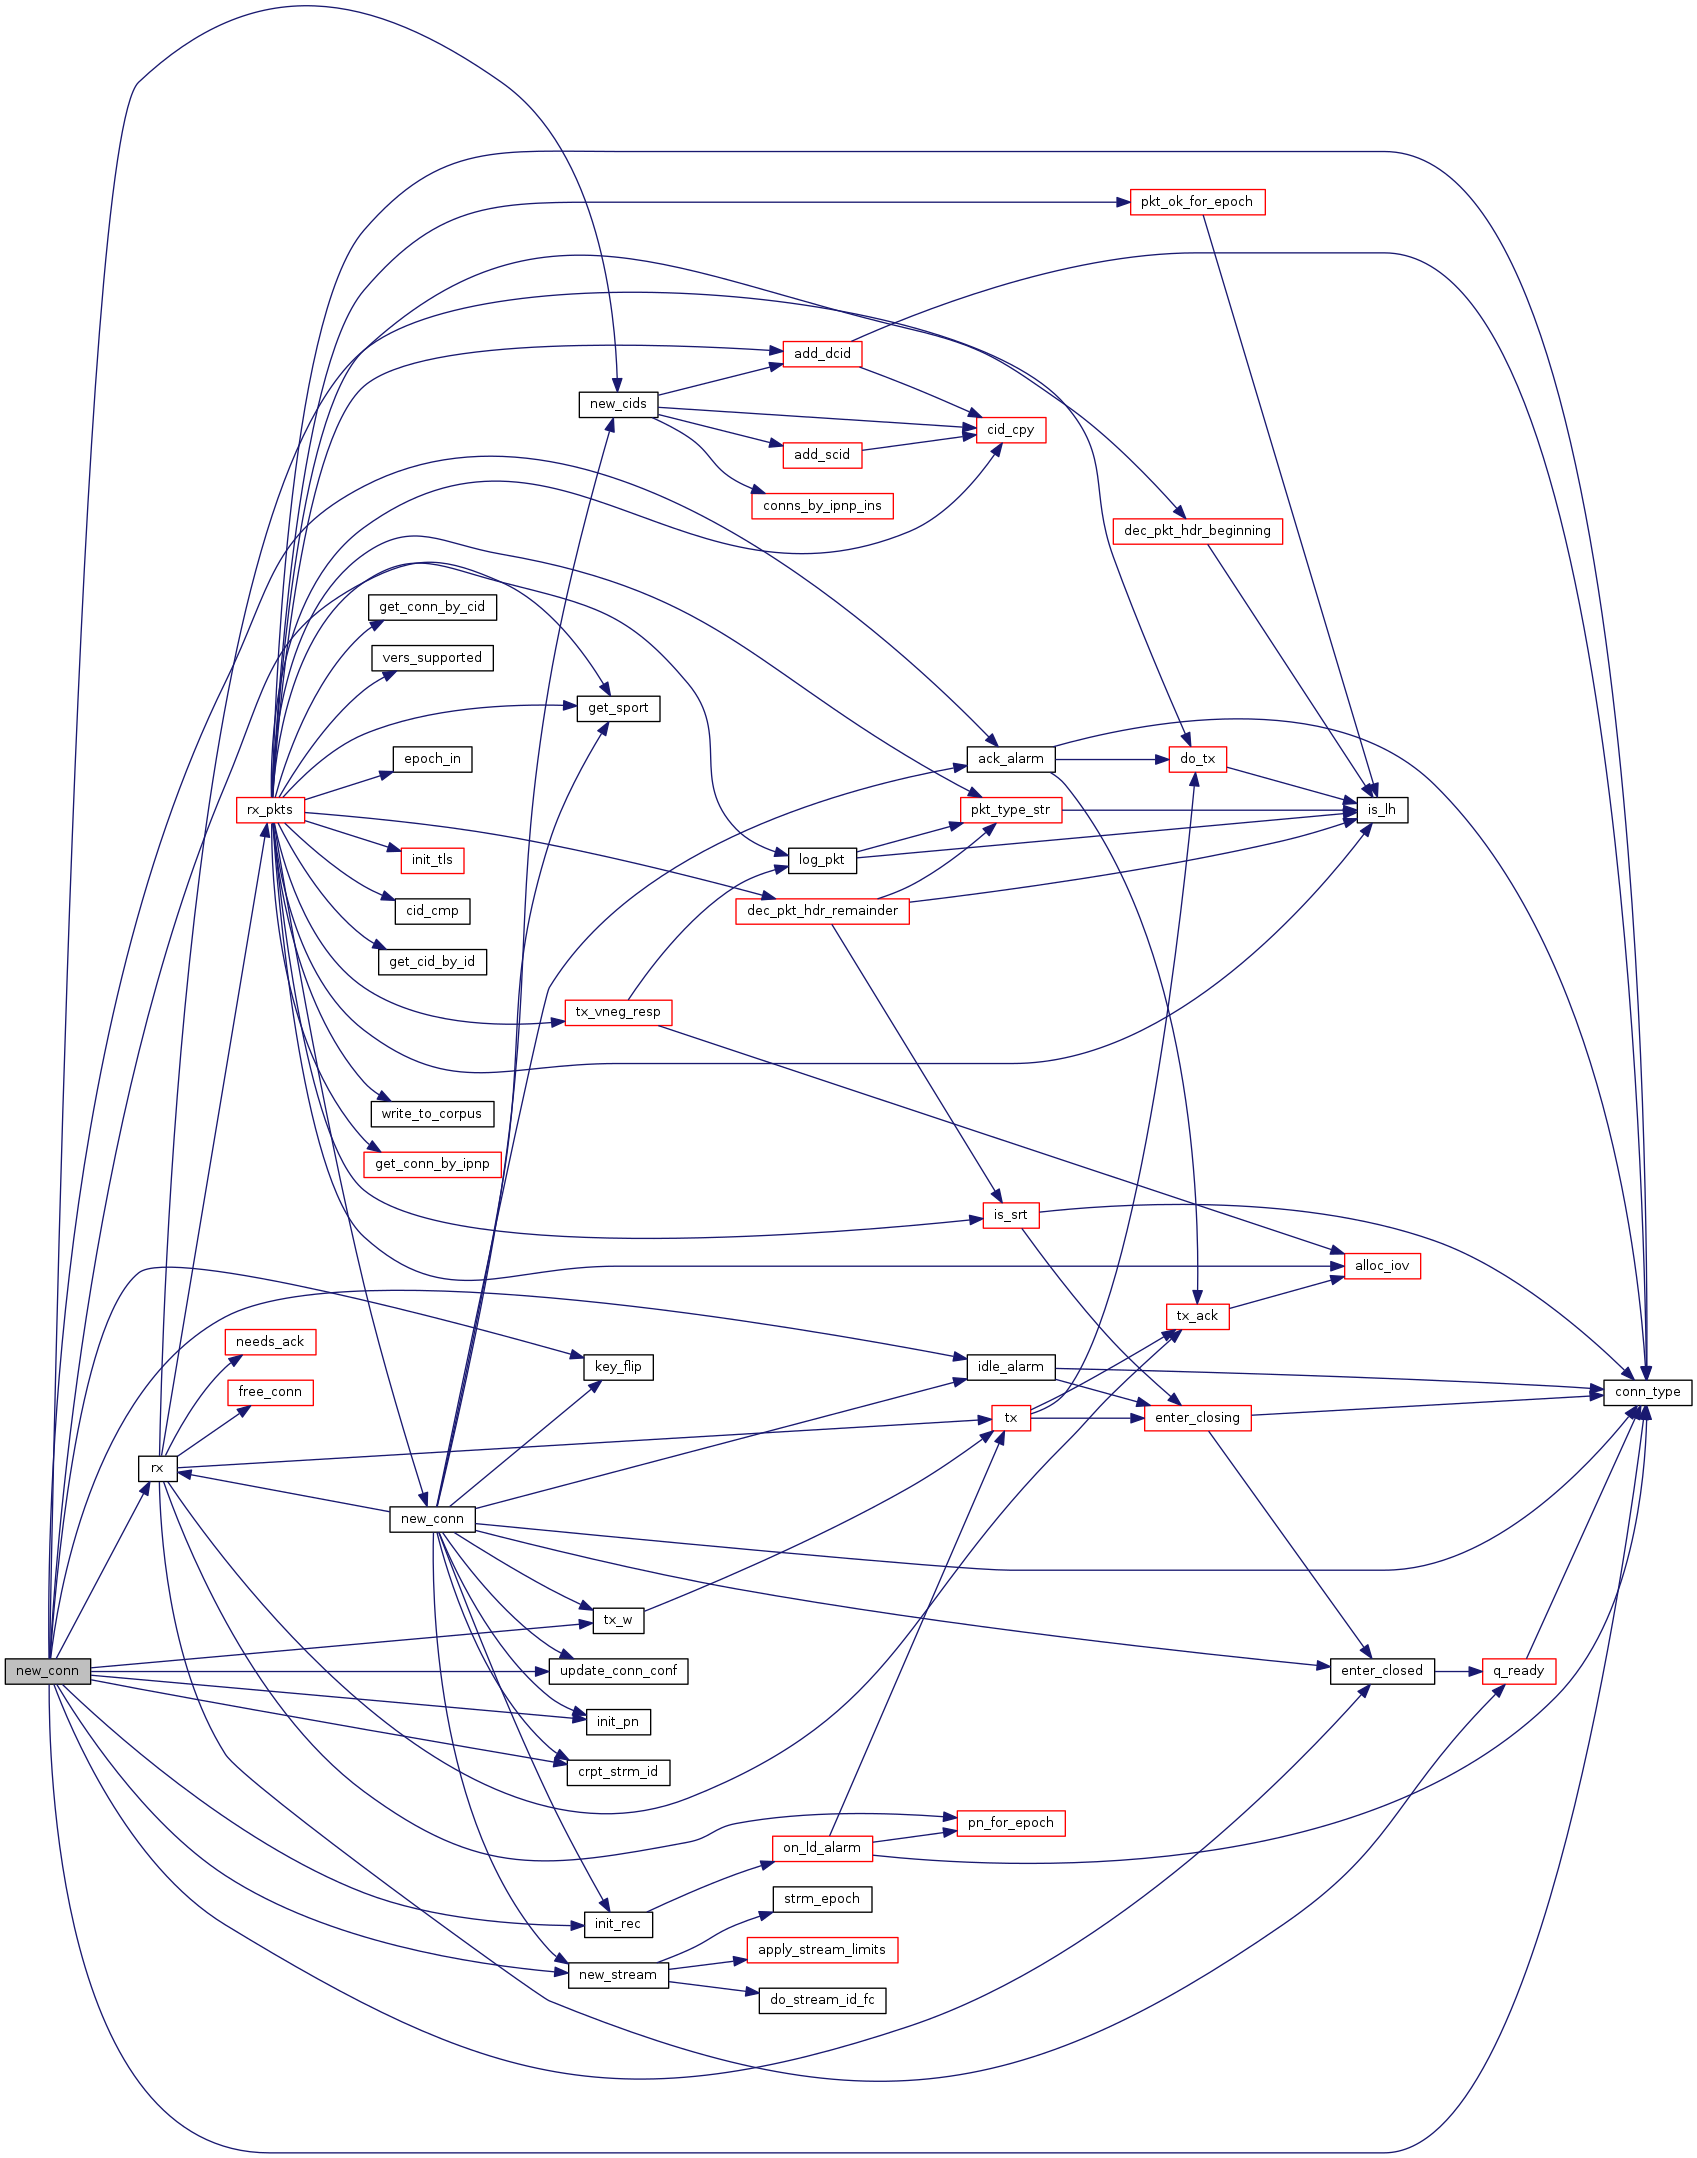 pkt_ok_for_epoch
add_dcid
new_cids
cid_cpy
add_scid
conns_by_ipnp_ins
dec_pkt_hdr_beginning
get_conn_by_cid
vers_supported
get_sport
epoch_in
ack_alarm
do_tx
rx_pkts
pkt_type_str
is_lh
init_tls
log_pkt
cid_cmp
dec_pkt_hdr_remainder
get_cid_by_id
tx_vneg_resp
write_to_corpus
get_conn_by_ipnp
is_srt
alloc_iov
tx_ack
needs_ack
key_flip
idle_alarm
free_conn
conn_type
tx
enter_closing
rx
new_conn
tx_w
new_conn
update_conn_conf
enter_closed
q_ready
init_pn
crpt_strm_id
pn_for_epoch
on_ld_alarm
strm_epoch
init_rec
apply_stream_limits
new_stream
do_stream_id_fc